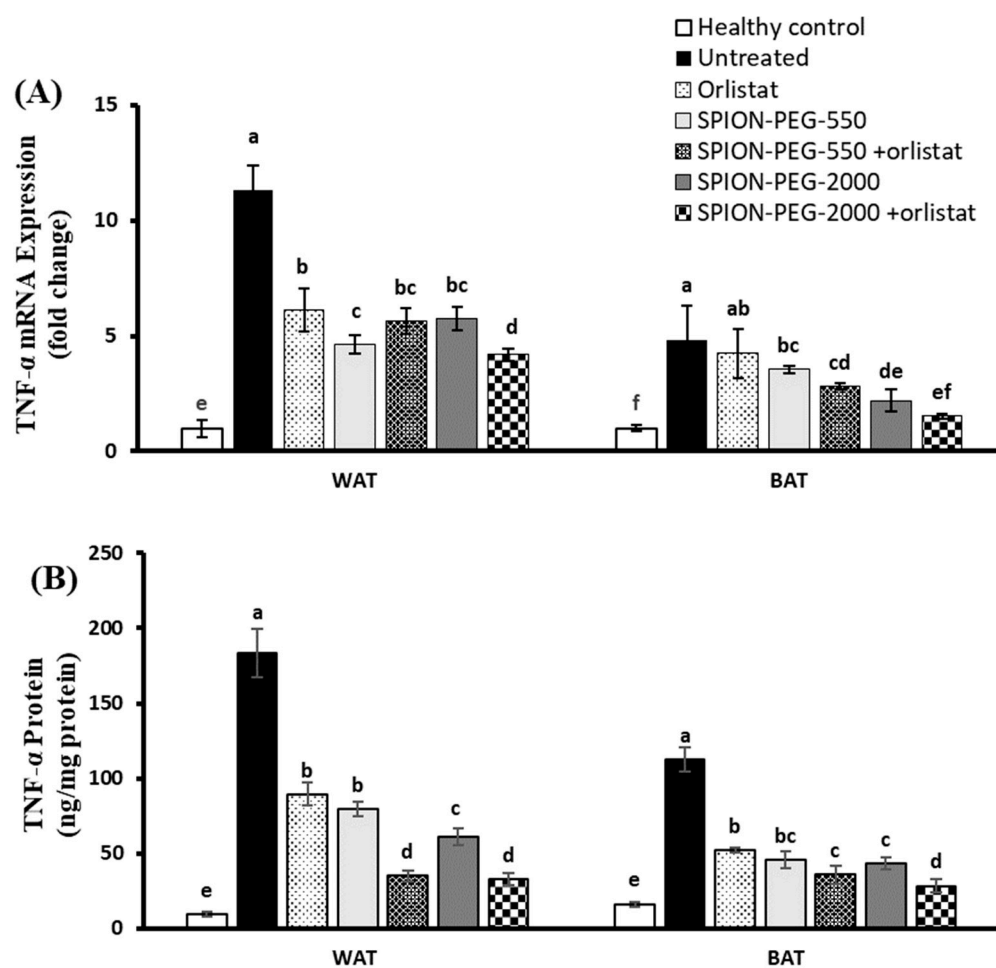 Healthy control
Untreated
Orlistat
SPION-PEG-550
SPION-PEG-550 +orlistat
SPION-PEG-2000
SPION-PEG-2000 +orlistat
(A)
TNF-α mRNA Expression
(fold change)
15
10
5
0
e
a
b
c
bc
bc
d
f
a
ab
bc
cd
de
ef
WAT
BAT
(B)
TNF-α Protein
(ng/mg protein)
250
200
150
100
50
0
e
a
b
b
d
c
d
e
a
b
bc
c
c
d
WAT
BAT